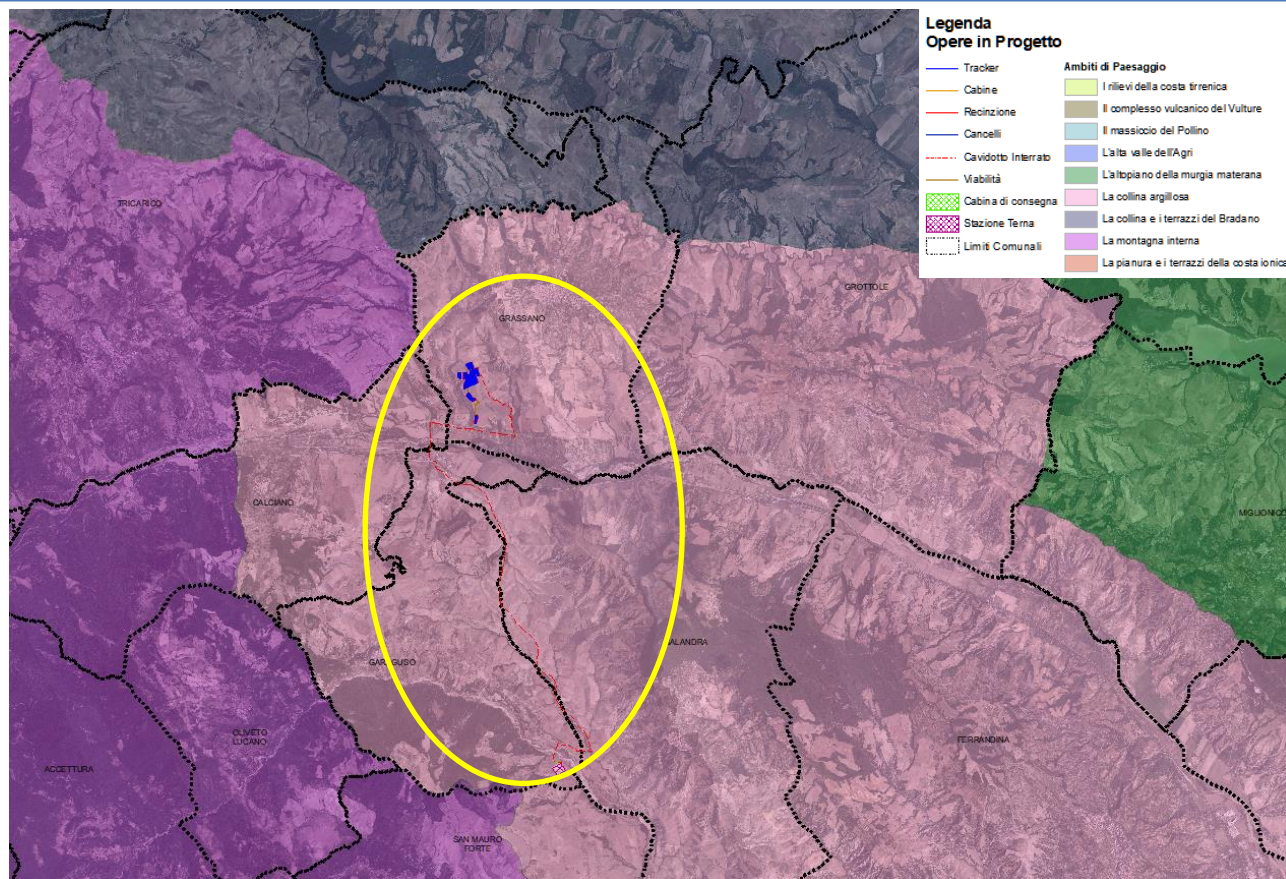 Legenda
Opere in Progetto
Tracker
Cabine
Recinzione
Cancelli
Cavidotto Interrato
Viabilità
Cabina di consegna
Stazione Terna
Limiti Comunali
Ambiti di Paesaggio
I rilievi della costa tirrenica
Il complesso vulcanico del Vulture
Il massiccio del Pollino
L'alta valle dell'Agri
L'altopiano della murgia materana
La collina argillosa
La collina e i terrazzi del Bradano
La montagna interna
La pianura e i terrazzi della costa ionica
TRICARICO
GROTTOLE
GRASSANO
CALCIANO
MIGLIONICO
ALANDRA
GARAGUSO
OLIVETO
LUCANO
FERRANDINA
ACCETTURA
SAN MAURO
FORTE